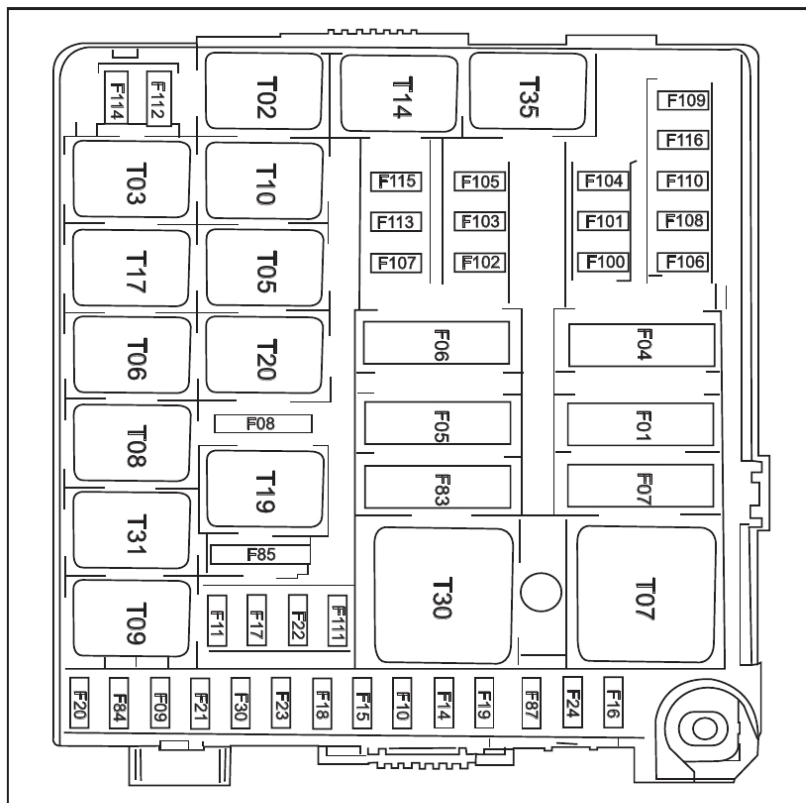 F114 F112 T02 T14 T35 F109
F116
T03 T10 F115 F105 F104 F110
F113 F103 F101 F108
T17 T05 F107 F102 F100 F106
T06 T20 F06 F04
F08 F05 F01
T08 T19 F83 F07
T31 F85
T09 F11 F17 F22 F111 T30 T07
F20 F84 F09 F21 F30 F23 F18 F15 F10 F14 F19 F87 F24 F16